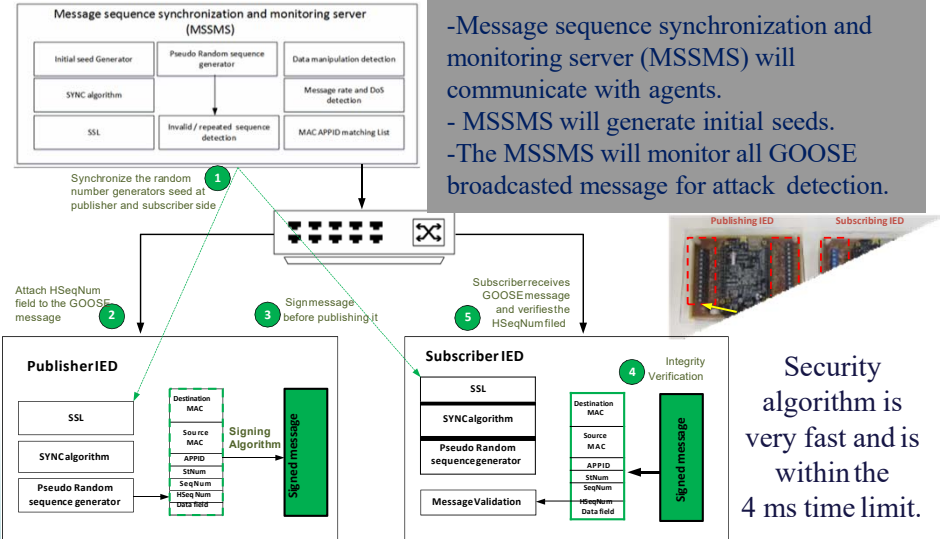 Message sequence synchronization and monitoring server
(MSSMS)
Initial seed Generator
Pseudo Random sequence
generator
Data manipulation detection
SYNC algorithm
Message rate and DoS
detection
SSL
Invalid / repeated sequence
detection
MAC APPID matching List
-Message sequence synchronization and
monitoring server (MSSMS) will
communicate with agents.
- MSSMS will generate initial seeds.
-The MSSMS will monitor all GOOSE
broadcasted message for attack detection.
Synchronize the random
number generators seed at
publisher and subscriber side
1
Publishing IED
Subscribing IED
Attach HSeqNum
field to the GOOSE
message
2
3
Sign message
before publishing it
Subscriber receives
GOOSE message
and verifies the
HSeqNum filed
5
Publisher IED
SSL
SYNC algorithm
Pseudo Random
sequence generator
Destination
MAC
Source
MAC
APPID
StNum
SeqNum
HSeq Num
Data field
Signing
Algorithm
Signed message
Subscriber IED
4
Integrity
Verification
SSL
SYNC algorithm
Pseudo Random
sequence generator
Message Validation
Destination
MAC
Source
MAC
APPID
StNum
SeqNum
HSeqNum
Data field
Signed message
Security
algorithm is
very fast and is
within the
4 ms time limit.